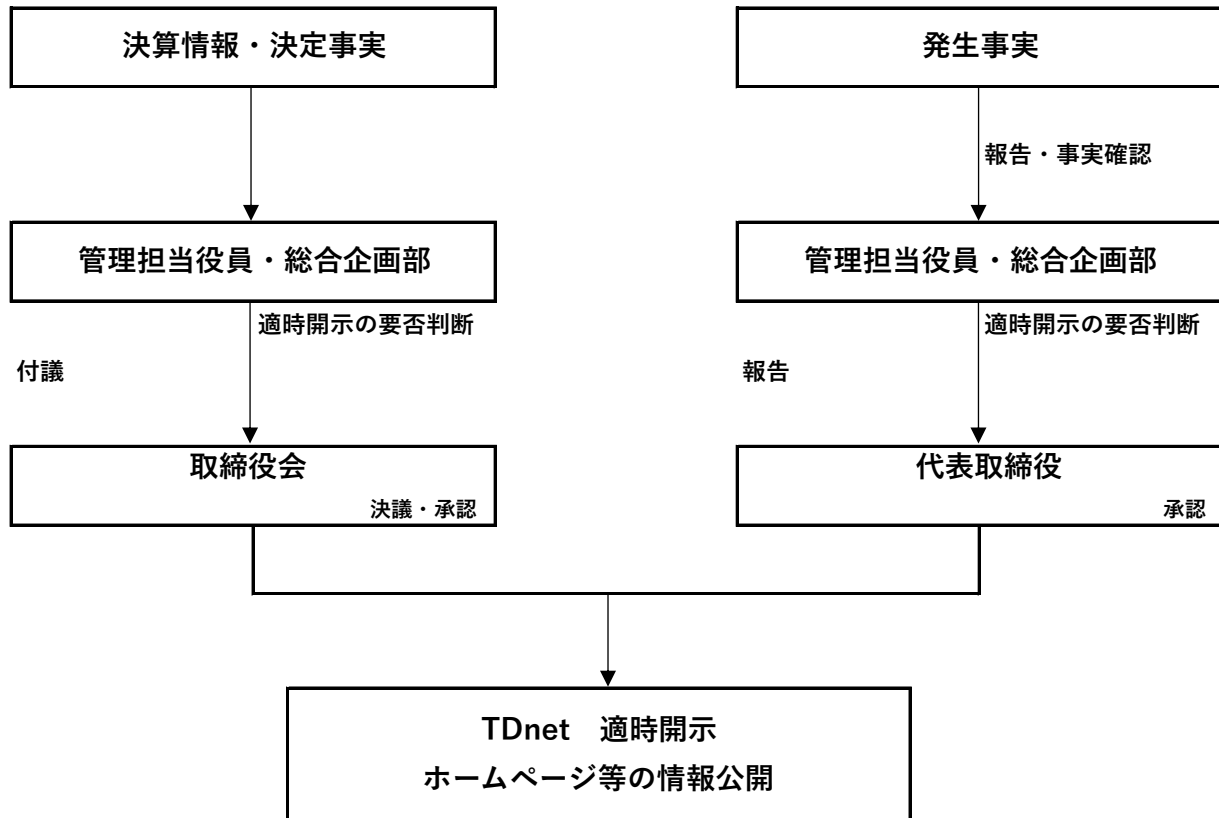 決算情報・決定事実
発生事実
報告・事実確認
管理担当役員・総合企画部
管理担当役員・総合企画部
適時開示の要否判断
適時開示の要否判断
付議
報告
取締役会
決議・承認
代表取締役
承認
TDnet　適時開示
ホームページ等の情報公開